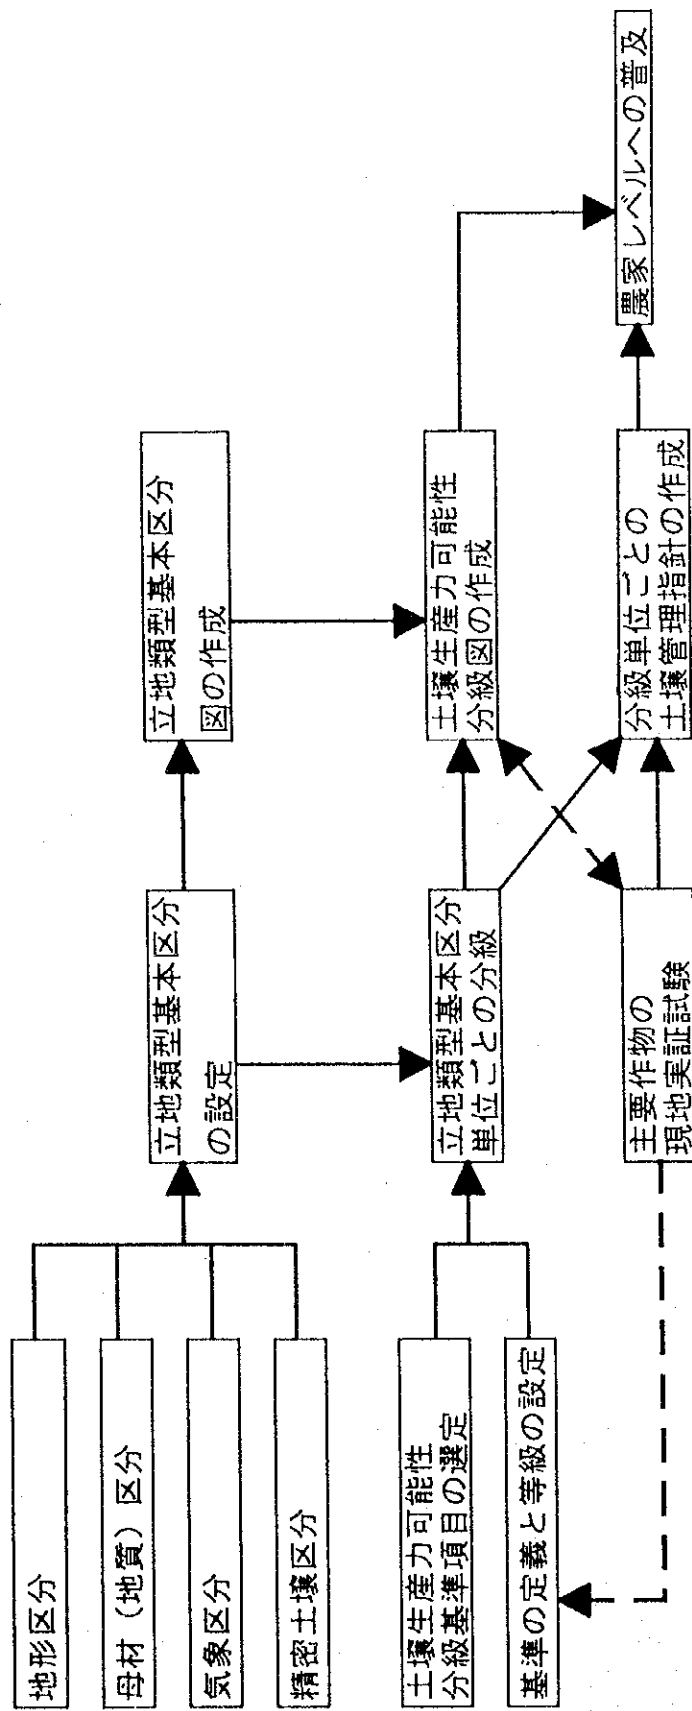 地形区分
母材（地質）区分
気象区分
精密土壌区分
土壌生産力可能性
分級基準項目の選定
基準の定義と等級の設定
立地類型基本区分
の設定
立地類型基本区分
単位ごとの分級
主要作物の
現地実証試験
立地類型基本区分
図の作成
土壌生産力可能性
分級図の作成
分級単位ごとの
土壌管理指針の作成
農家レベルへの普及